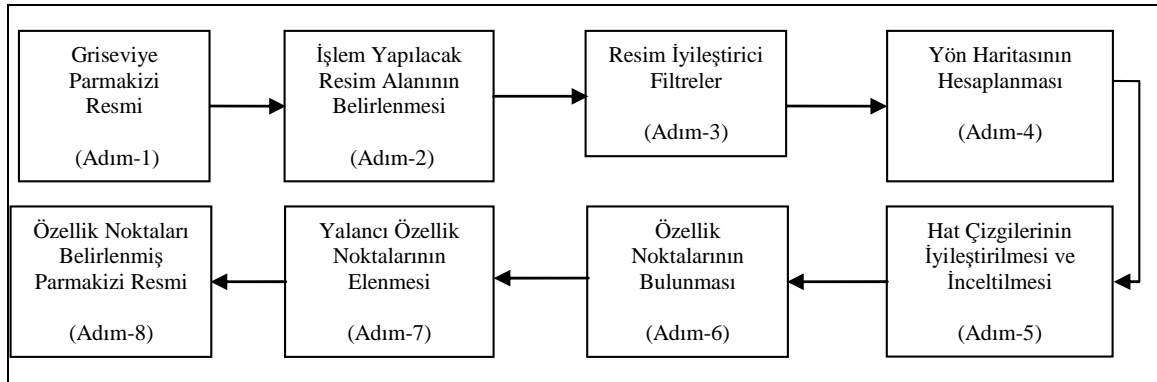 Griseviye
Parmakizi
Resmi
(Adım-1)
İşlem Yapılacak
Resim Alanının
Belirlenmesi
(Adım-2)
Resim İyileştirici
Filtreler
(Adım-3)
Yön Haritasının
Hesaplanması
(Adım-4)
Hat Çizgilerinin
İyileştirilmesi ve
İnceltilmesi
(Adım-5)
Özellik
Noktalarının
Bulunması
(Adım-6)
Yalancı Özellik
Noktalarının
Elenmesi
(Adım-7)
Özellik Noktaları
Belirlenmiş
Parmakizi Resmi
(Adım-8)